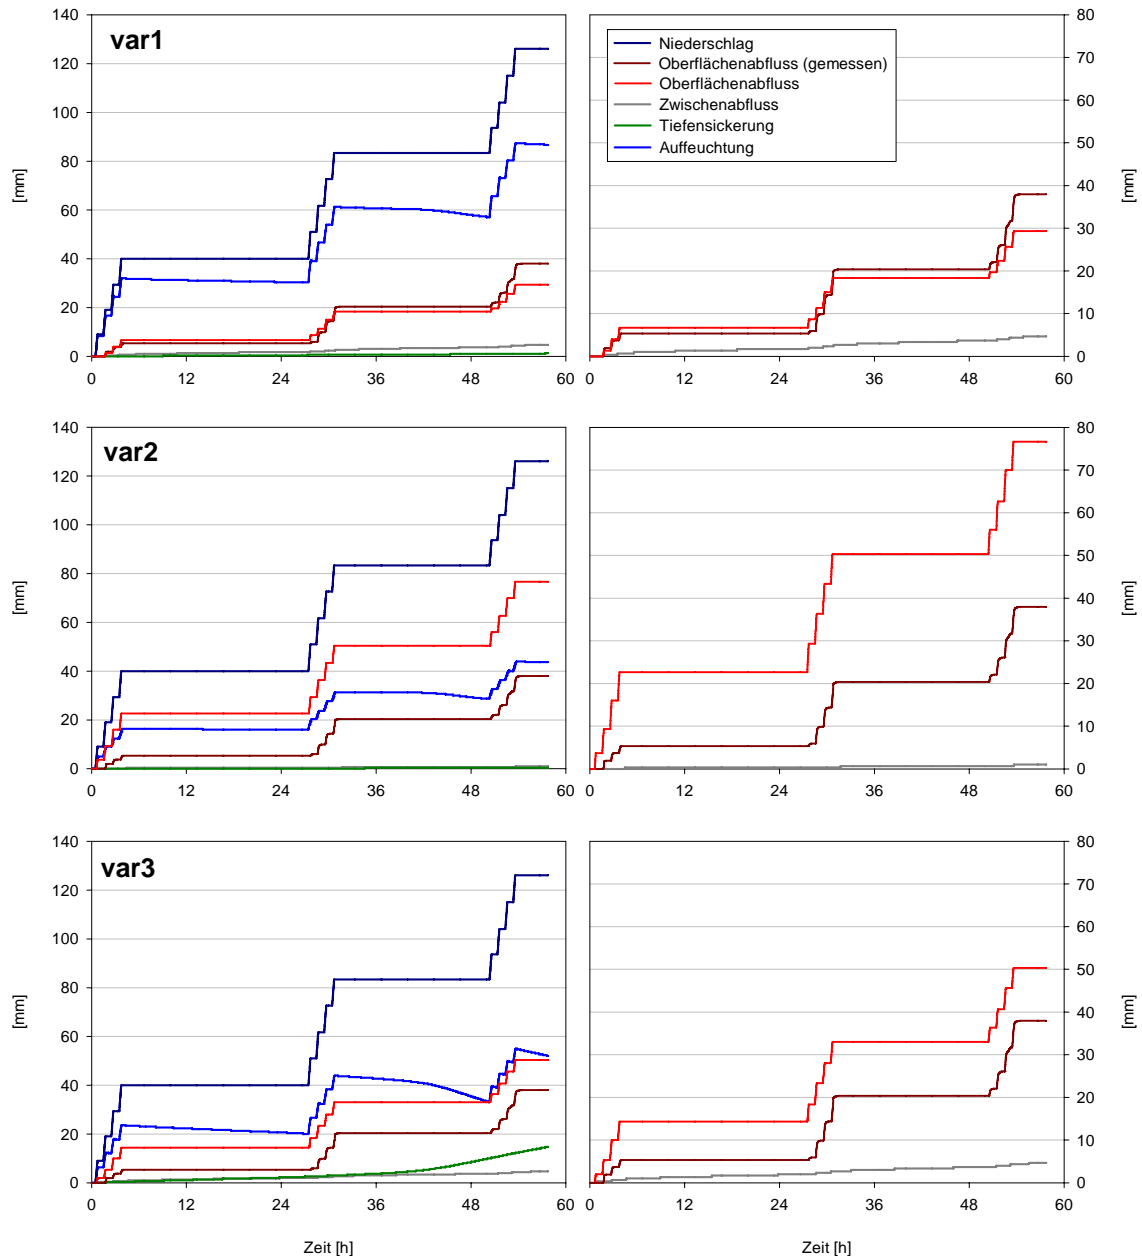 var1
140
120
100
80
60
40
20
0
[mm]
0 12 24 36 48 60
Niederschlag
Oberflächenabfluss (gemessen)
Oberflächenabfluss
Zwischenabfluss
Tiefensickerung
Auffeuchtung
80
70
60
50
40
30
20
10
0
[mm]
0 12 24 36 48 60
var2
140
120
100
80
60
40
20
0
[mm]
0 12 24 36 48 60
80
70
60
50
40
30
20
10
0
[mm]
0 12 24 36 48 60
var3
140
120
100
80
60
40
20
0
[mm]
0 12 24 36 48 60
Zeit [h]
80
70
60
50
40
30
20
10
0
[mm]
0 12 24 36 48 60
Zeit [h]